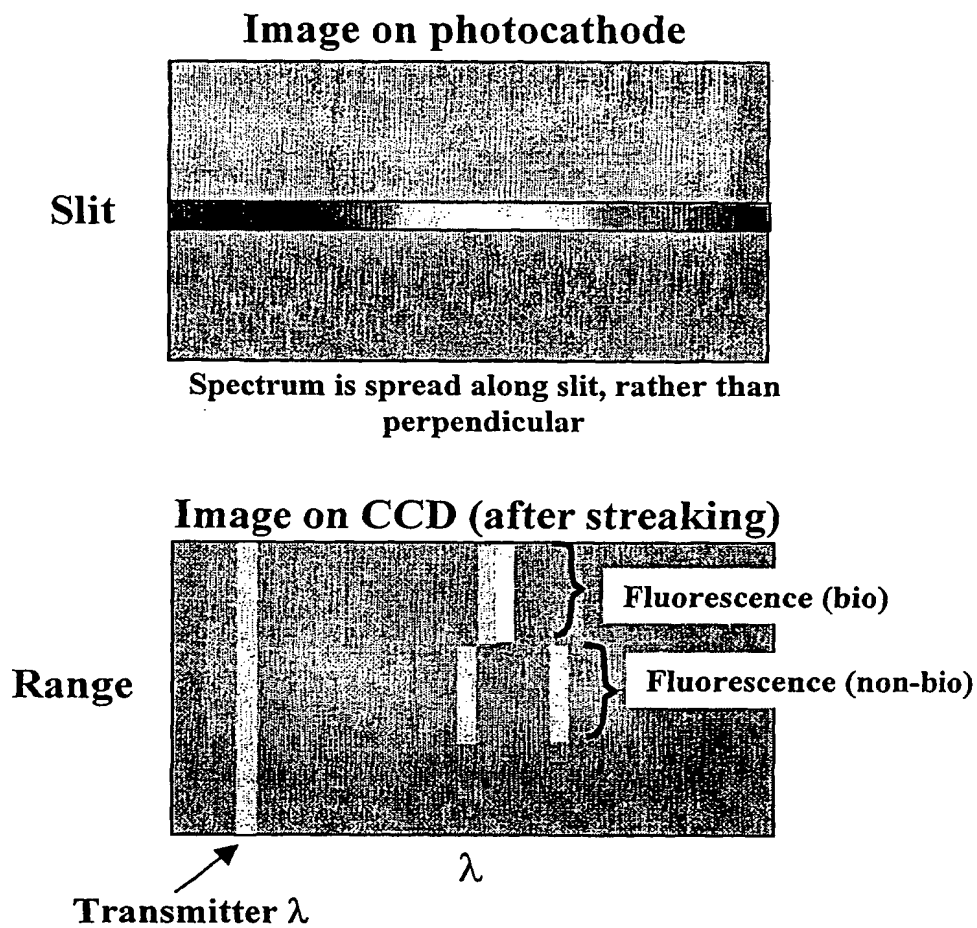 Image on photocathode
Slit
Spectrum is spread along slit, rather than
perpendicular
Image on CCD (after streaking)
Fluorescence (bio)
Range
Fluorescence (non-bio)
λ
Transmitter λ